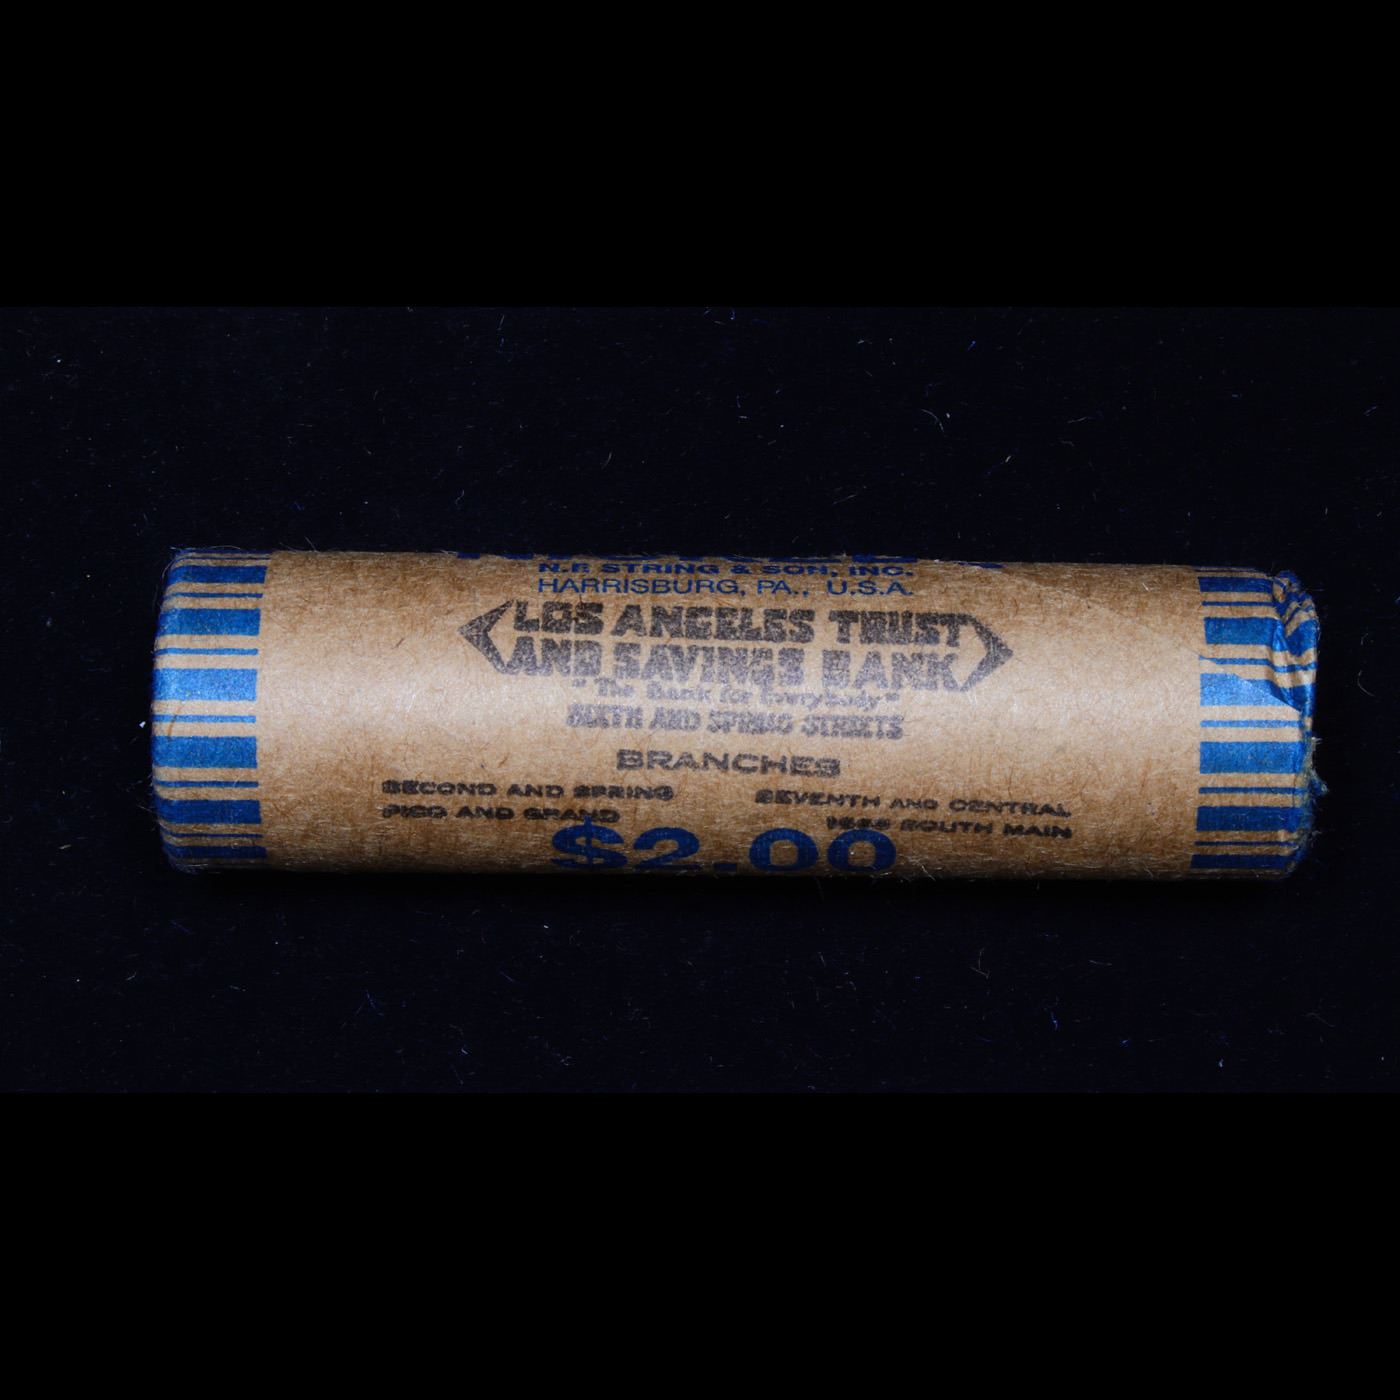 N.F. STRING & SON, INC.
HARRISBURG, PA., U.S.A.
LOS ANGELES TRUST
AND SAVINGS BANK
"The Bank for Everybody"
SIXTH AND SPRING STREETS
BRANCHES
SECOND AND SPRING
SEVENTH AND CENTRAL
PICO AND GRAND
SOUTH MAIN
$2.00